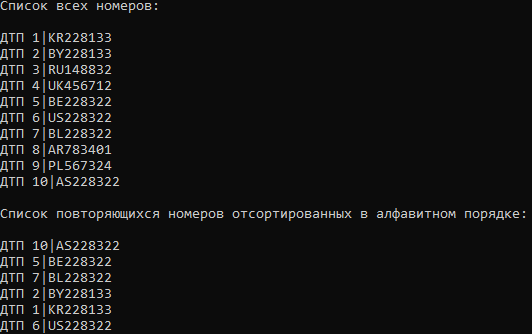 Список всех номеров:
ДТП 1|KR228133
ДТП 2|BY228133
ДТП 3|RU148832
ДТП 4|UK456712
ДТП 5|BE228322
ДТП 6|US228322
ДТП 7|BL228322
ДТП 8|AR783401
ДТП 9|PL567324
ДТП 10|AS228322
Список повторяющихся номеров отсортированных в алфавитном порядке:
ДТП 10|AS228322
ДТП 5|BE228322
ДТП 7|BL228322
ДТП 2|BY228133
ДТП 1|KR228133
ДТП 6|US228322